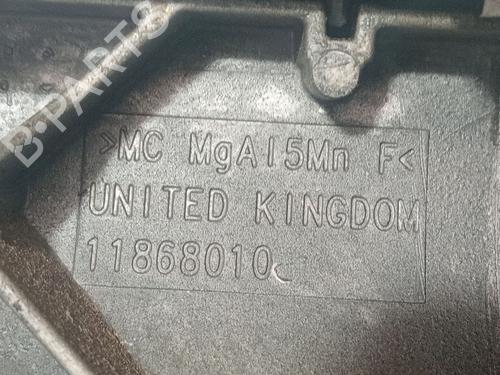 B-PARTS
>MC MgAl5Mn F<
UNITED KINGDOM
11868010